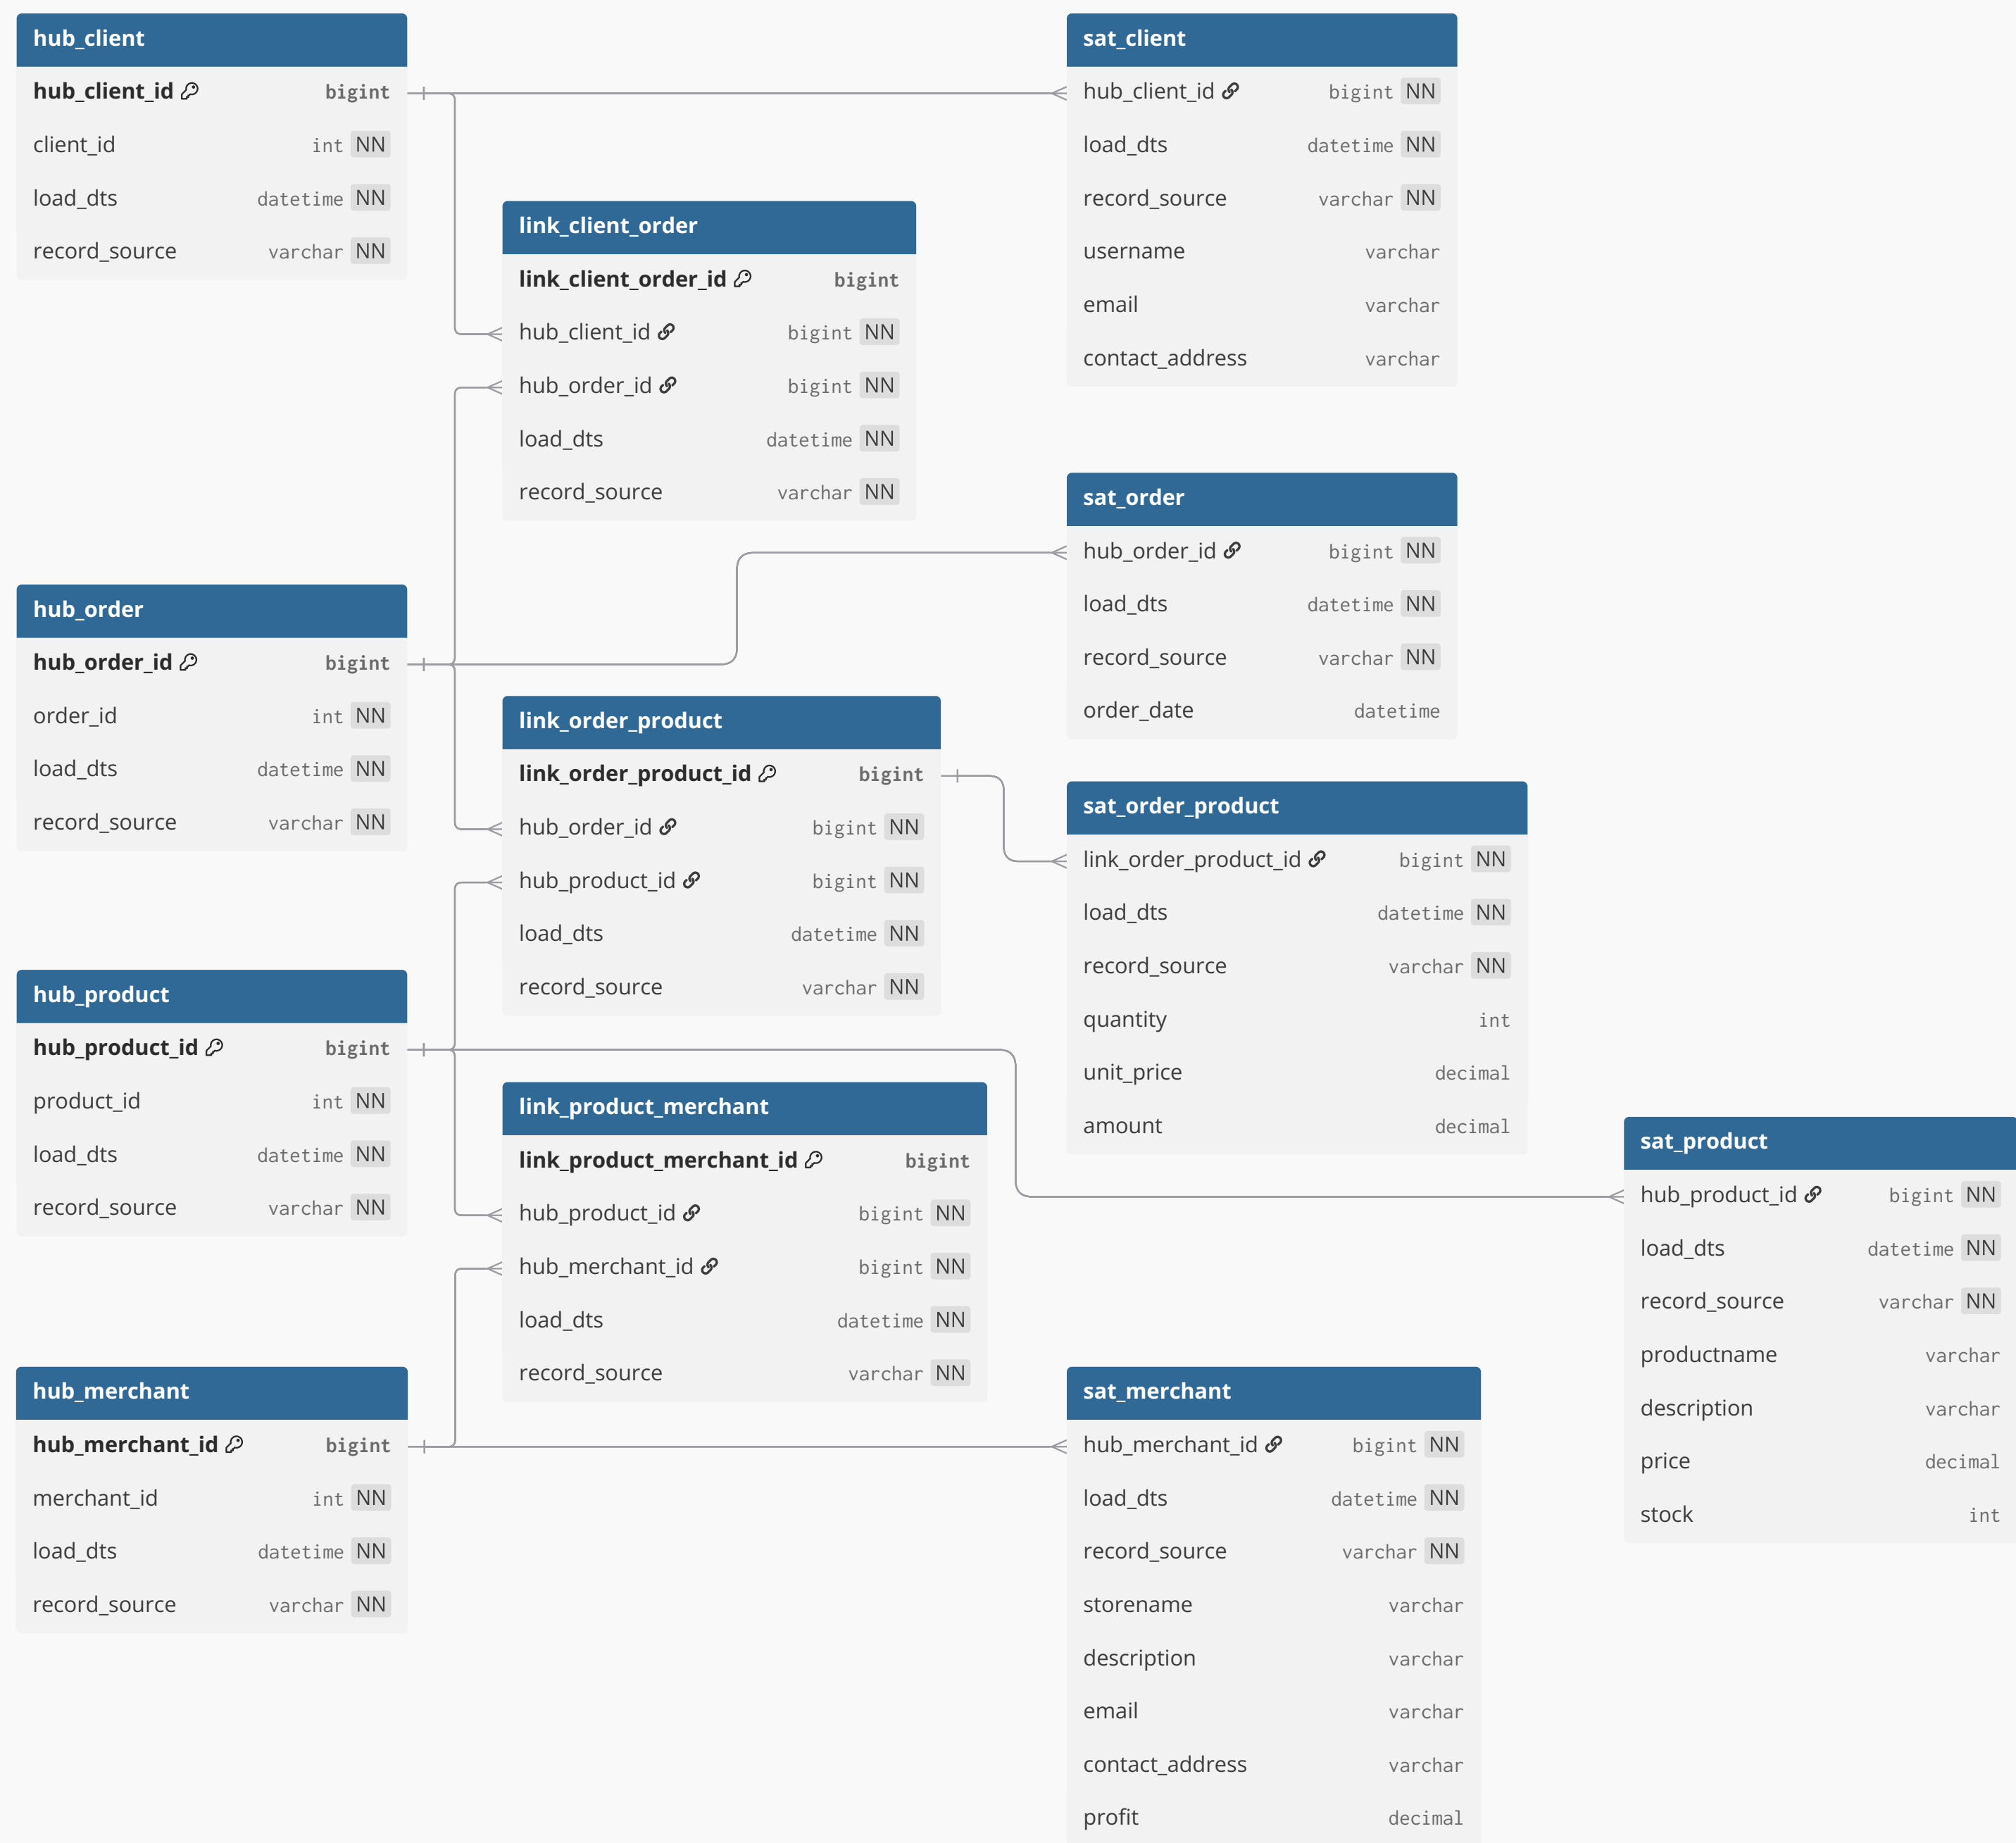 hub_client
hub_client_id bigint
client_id int NN
load_dts datetime NN
record_source varchar NN
sat_client
hub_client_id bigint NN
load_dts datetime NN
record_source varchar NN
username varchar
email varchar
contact_address varchar
link_client_order
link_client_order_id bigint
hub_client_id bigint NN
hub_order_id bigint NN
load_dts datetime NN
record_source varchar NN
sat_order
hub_order_id bigint NN
load_dts datetime NN
record_source varchar NN
order_date datetime
hub_order
hub_order_id bigint
order_id int NN
load_dts datetime NN
record_source varchar NN
link_order_product
link_order_product_id bigint
hub_order_id bigint NN
hub_product_id bigint NN
load_dts datetime NN
record_source varchar NN
sat_order_product
link_order_product_id bigint NN
load_dts datetime NN
record_source varchar NN
quantity int
unit_price decimal
amount decimal
hub_product
hub_product_id bigint
product_id int NN
load_dts datetime NN
record_source varchar NN
link_product_merchant
link_product_merchant_id bigint
hub_product_id bigint NN
hub_merchant_id bigint NN
load_dts datetime NN
record_source varchar NN
sat_product
hub_product_id bigint NN
load_dts datetime NN
record_source varchar NN
productname varchar
description varchar
price decimal
stock int
hub_merchant
hub_merchant_id bigint
merchant_id int NN
load_dts datetime NN
record_source varchar NN
sat_merchant
hub_merchant_id bigint NN
load_dts datetime NN
record_source varchar NN
storename varchar
description varchar
email varchar
contact_address varchar
profit decimal